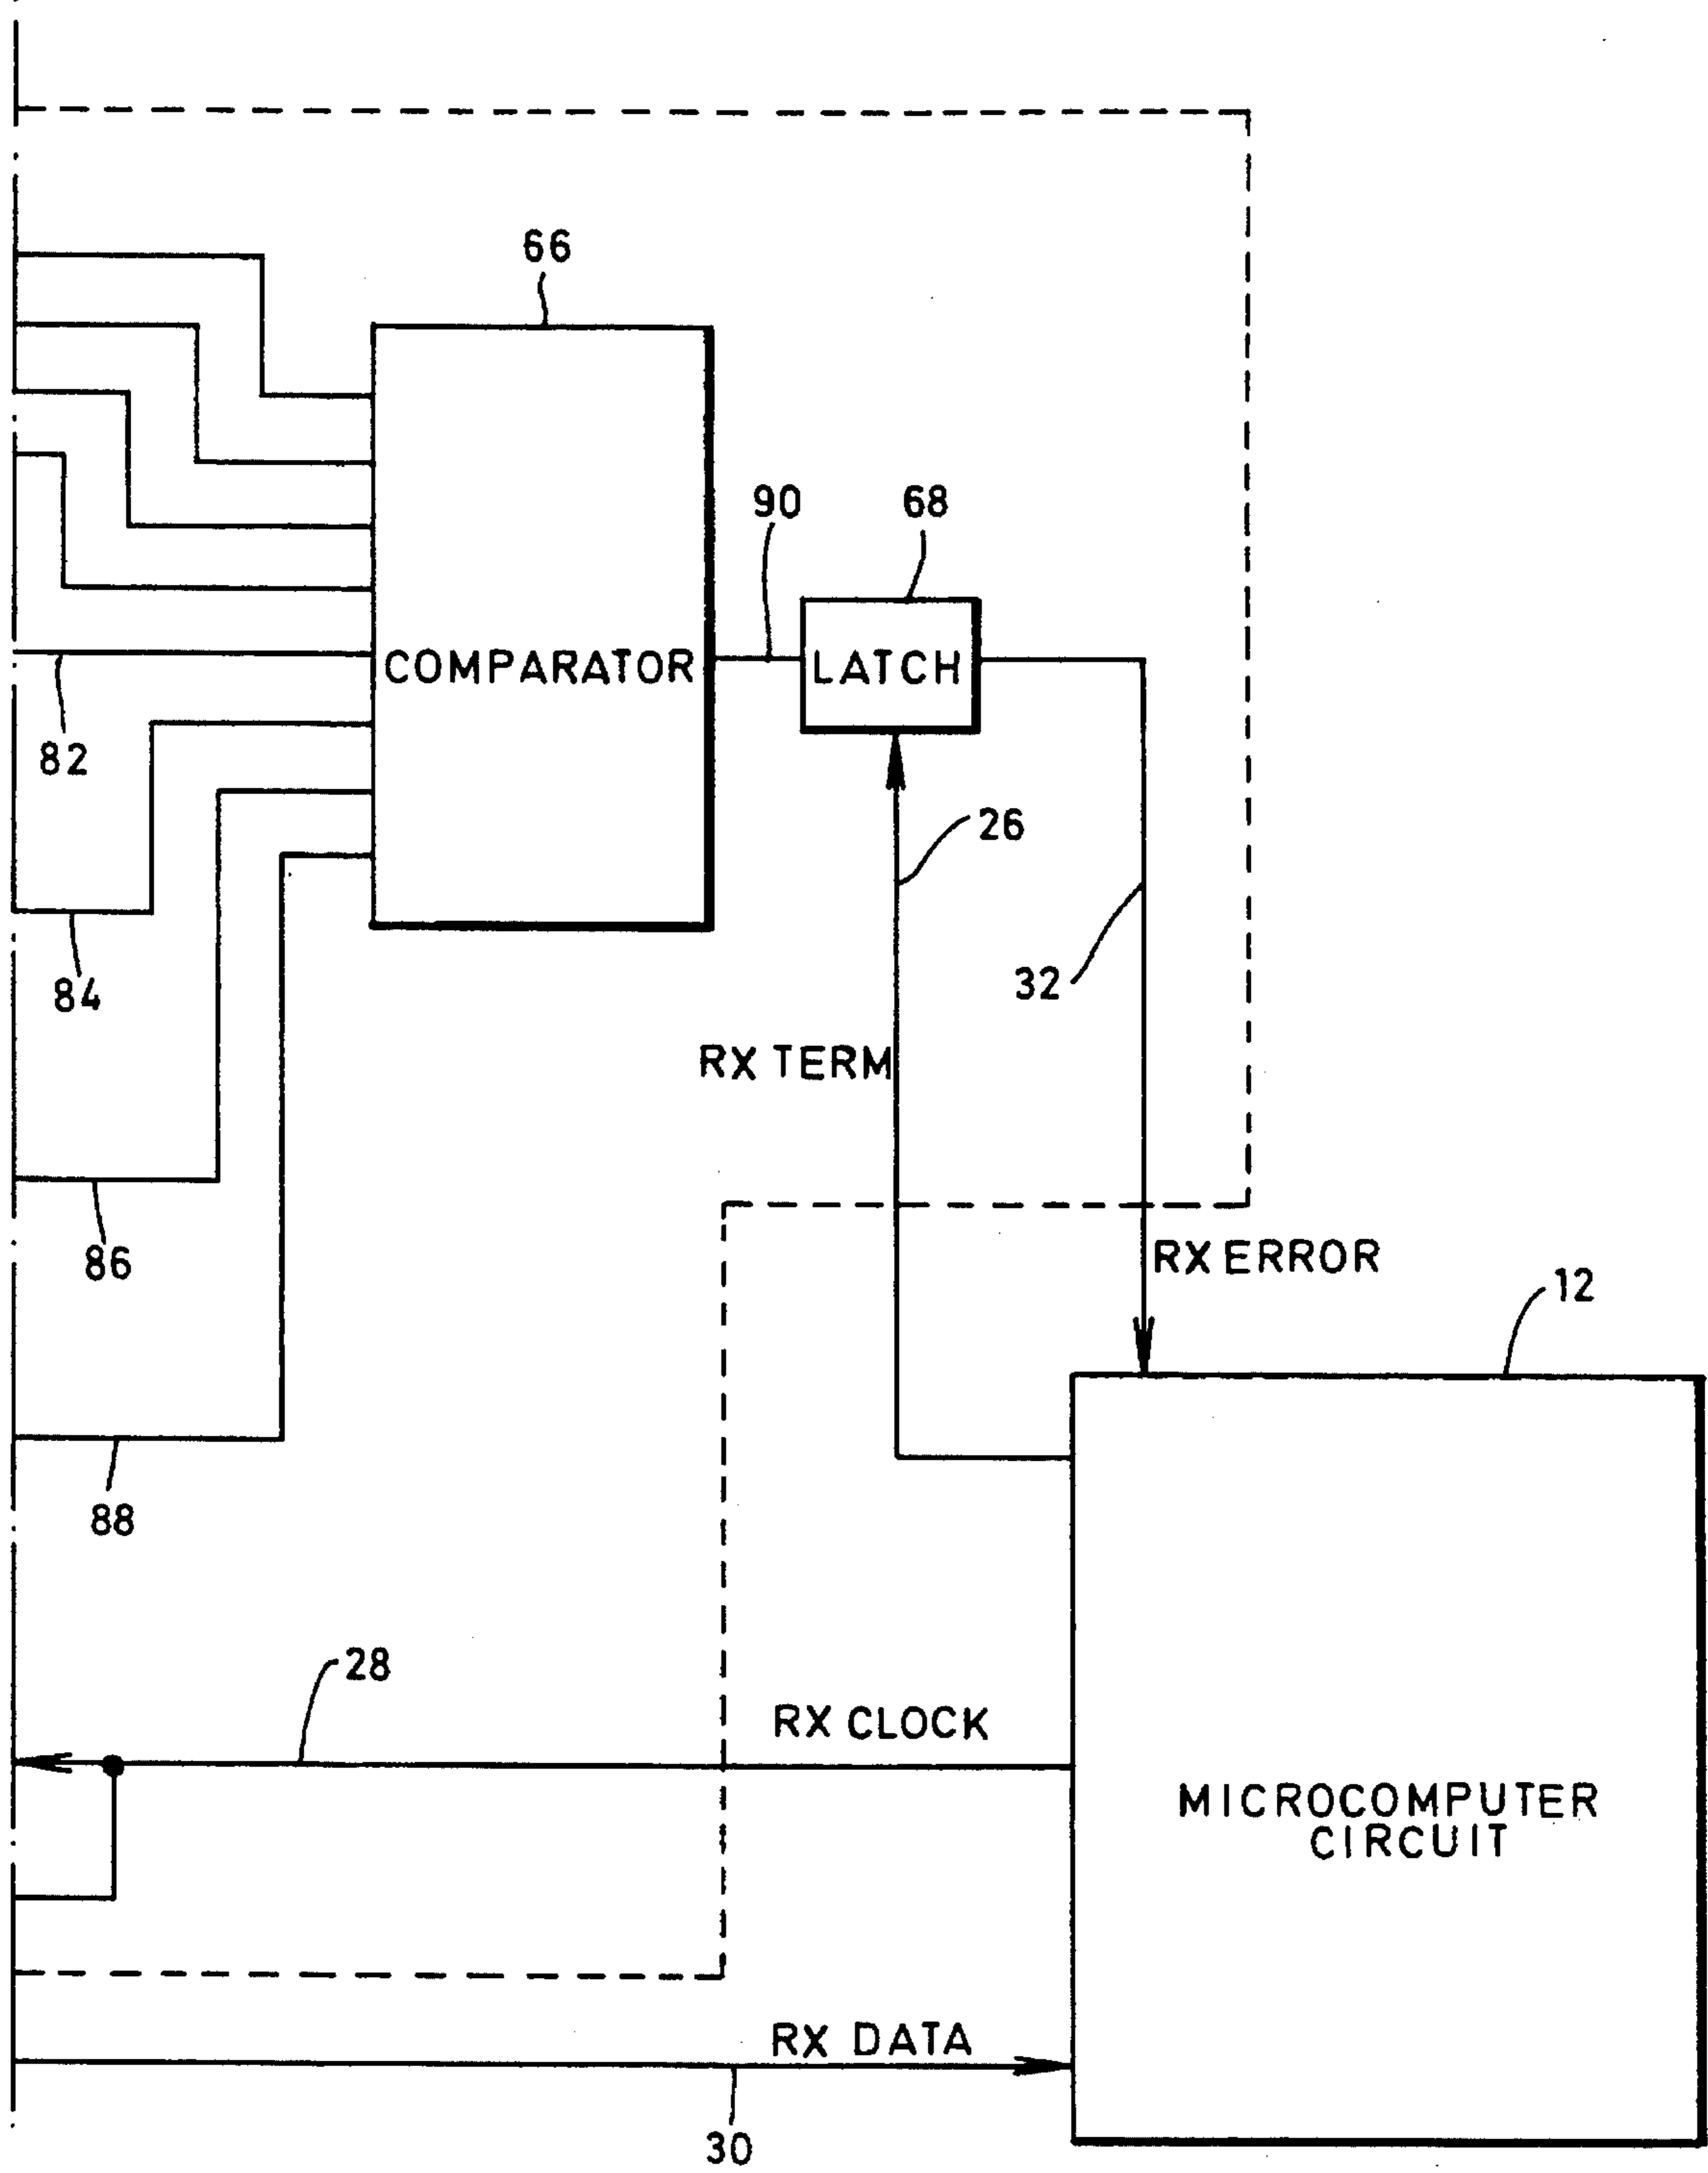 66
90
68
COMPARATOR
LATCH
82
26
84
32
RX TERM
86
RX ERROR
12
88
28
RX CLOCK
MICROCOMPUTER
CIRCUIT
RX DATA
30